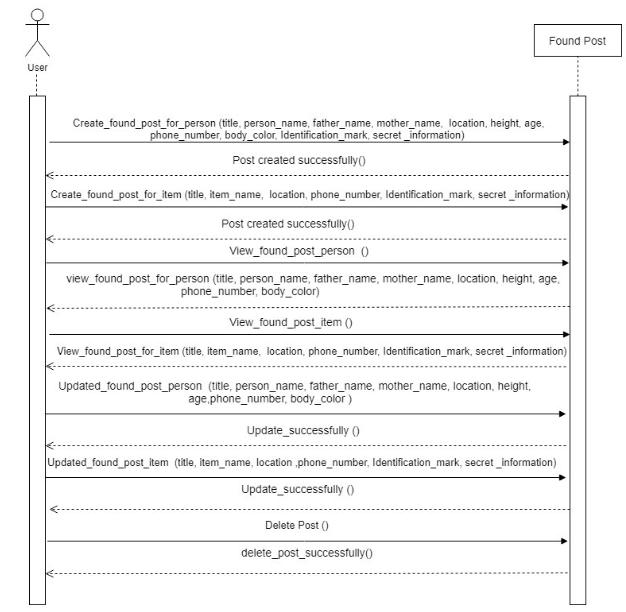 User
Found Post
Create_found_post_for_person (title, person_name, father_name, mother_name, location, height, age,
phone_number, body_color, Identification_mark, secret _information)
Post created successfully()
Create_found_post_for_item (title, item_name, location, phone_number, Identification_mark, secret _information)
Post created successfully()
View_found_post_person ()
view_found_post_for_person (title, person_name, father_name, mother_name, location, height, age,
phone_number, body_color)
View_found_post_item ()
View_found_post_for_item (title, item_name, location, phone_number, Identification_mark, secret _information)
Updated_found_post_person (title, person_name, father_name, mother_name, location, height,
age,phone_number, body_color )
Update_successfully ()
Updated_found_post_item (title, item_name, location ,phone_number, Identification_mark, secret _information)
Update_successfully ()
Delete Post ()
delete_post_successfully()